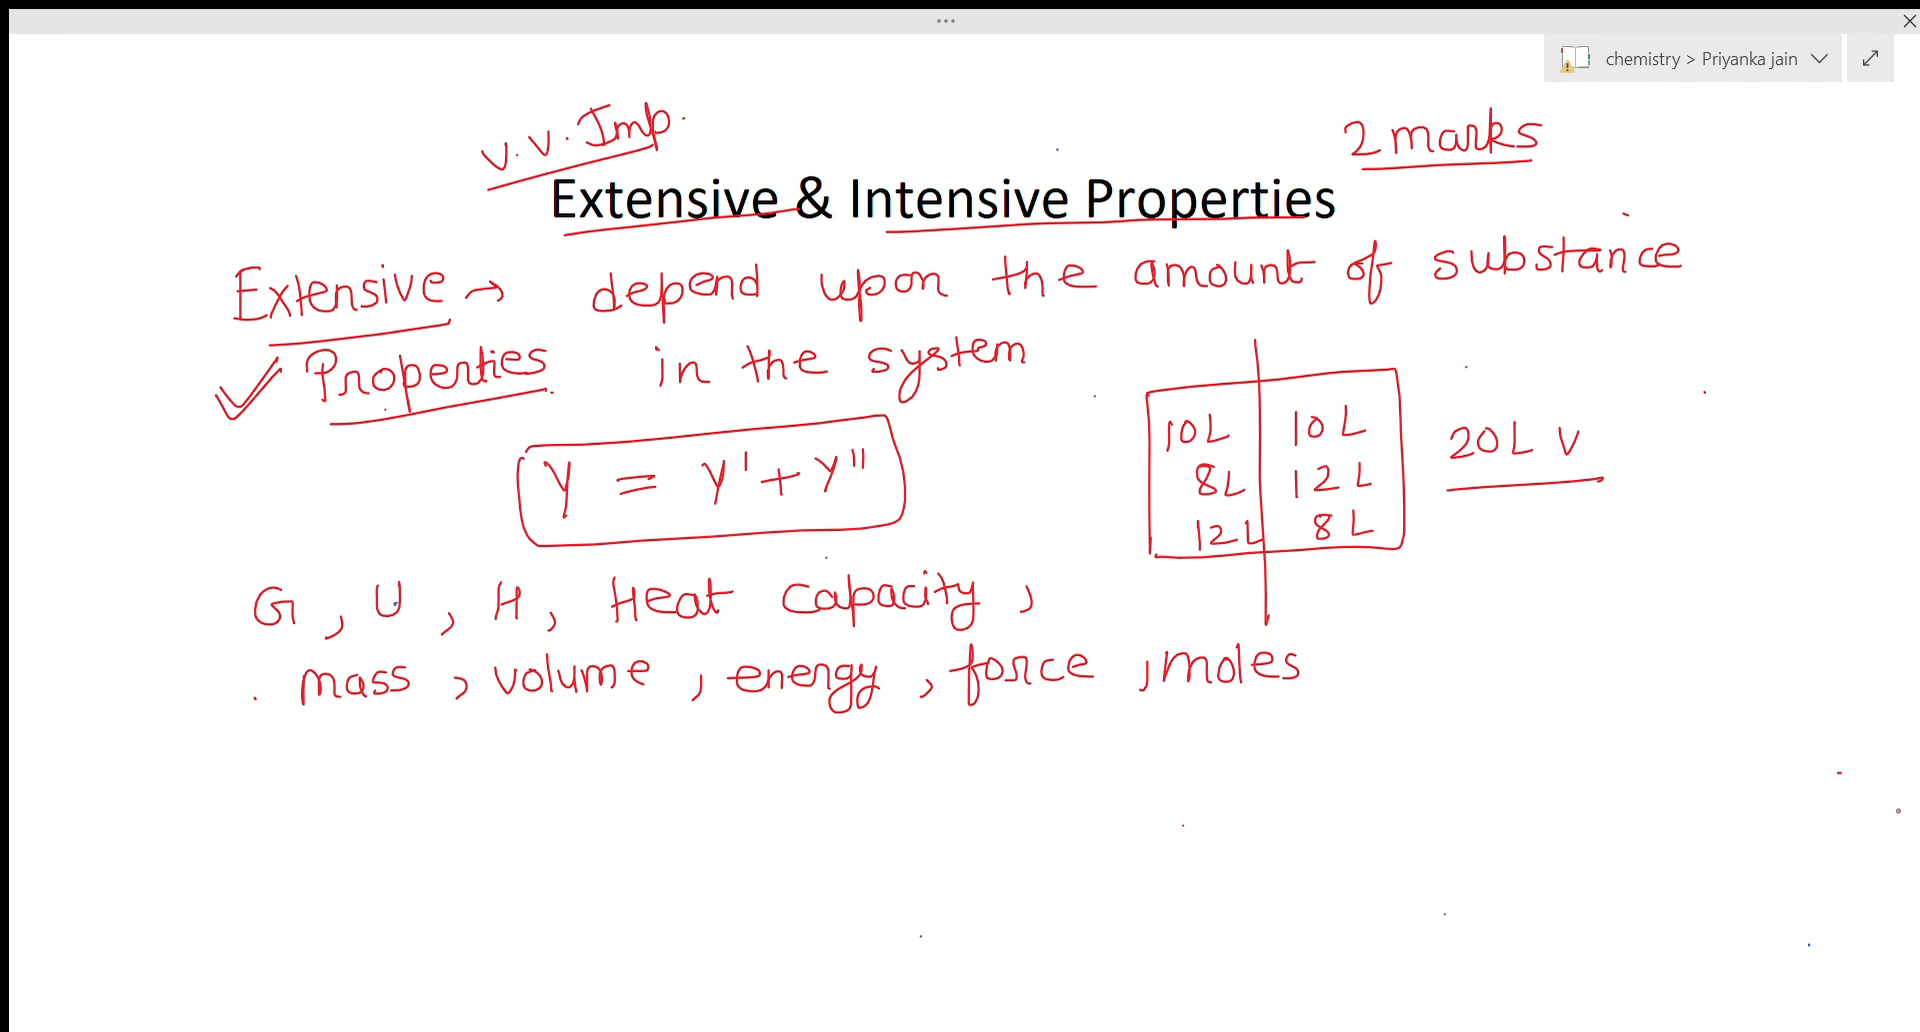 chemistry > Priyanka jain
v.v. Imp.
2 marks
Extensive & Intensive Properties
Extensive → depend upon the amount of substance
Properties in the system
10L 10L
8L 12L
12L 8L
20L V
Y = Y' + Y''
G, U, H, Heat capacity,
mass, volume, energy, force, moles